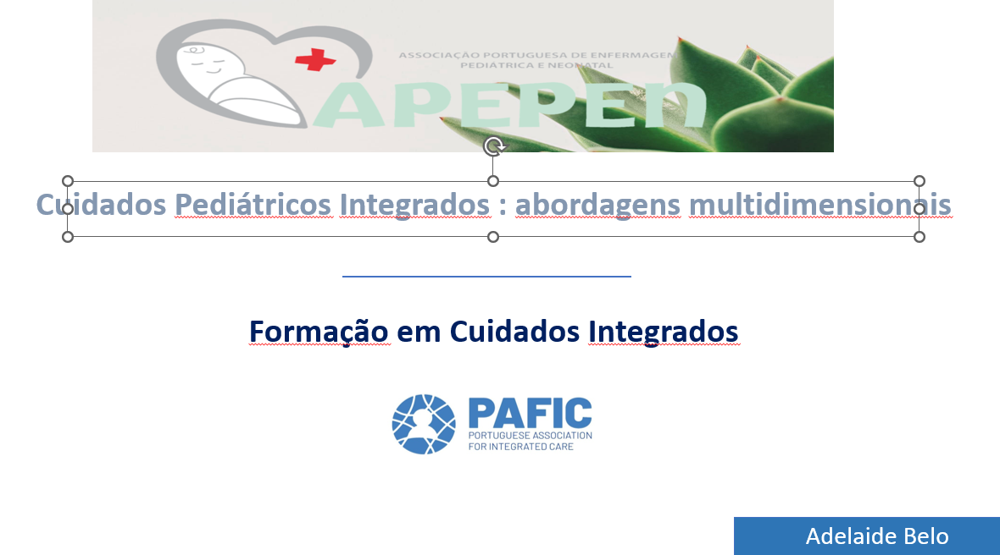 ASSOCIAÇÃO PORTUGUESA DE ENFERMAGEM
PEDIÁTRICA E NEONATAL
APEPEn
Cuidados Pediátricos Integrados : abordagens multidimensionais
Formação em Cuidados Integrados
PAFIC
PORTUGUESE ASSOCIATION
FOR INTEGRATED CARE
Adelaide Belo